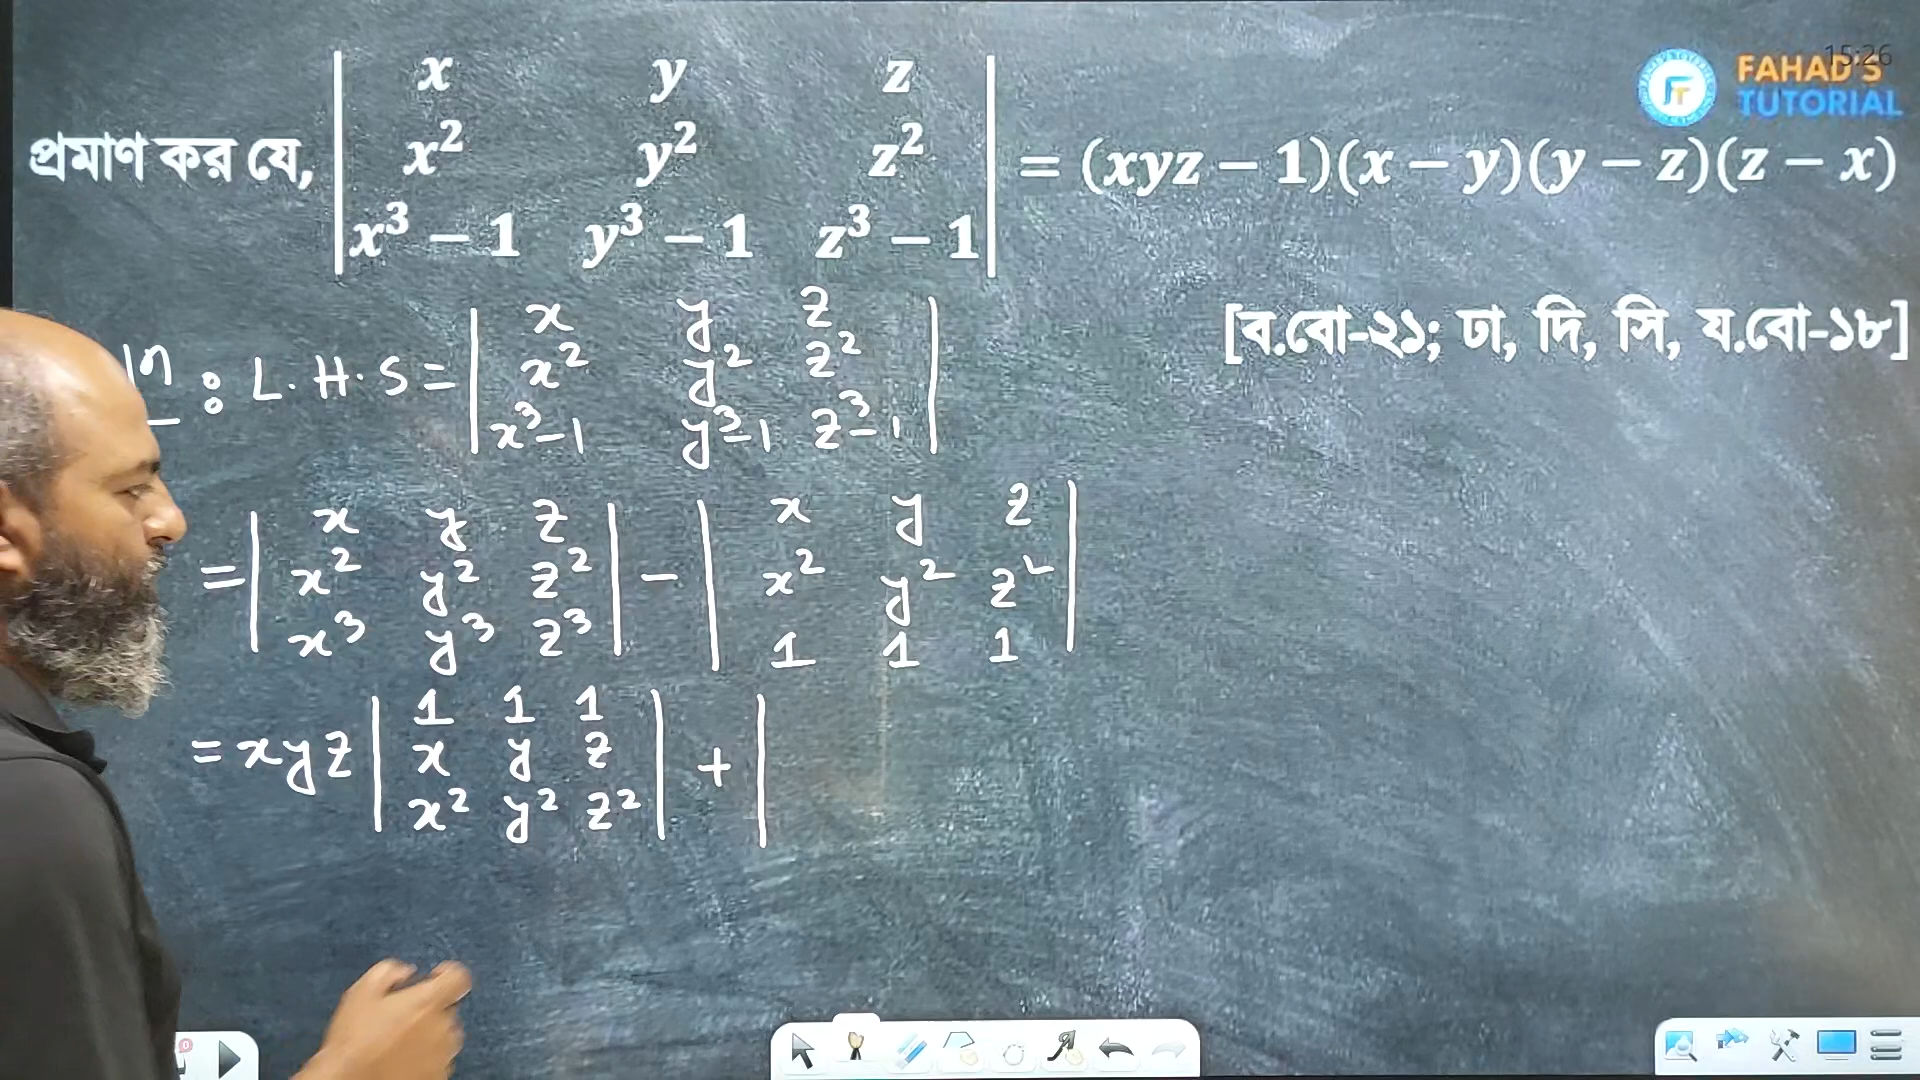 15:26
FAHAD'S
TUTORIAL
প্রমাণ কর যে, | x y z |
| x² y² z² | = (xyz − 1)(x − y)(y − z)(z − x)
| x³ − 1 y³ − 1 z³ − 1 |
[ব.বো-২১; ঢা, দি, সি, য.বো-১৮]
| x y z |
: L.H.S = | x² y² z² |
| x³−1 y³−1 z³−1 |
| x y z | | x y z |
= | x² y² z² | − | x² y² z² |
| x³ y³ z³ | | 1 1 1 |
| 1 1 1 | |
= xyz | x y z | + |
| x² y² z² | |